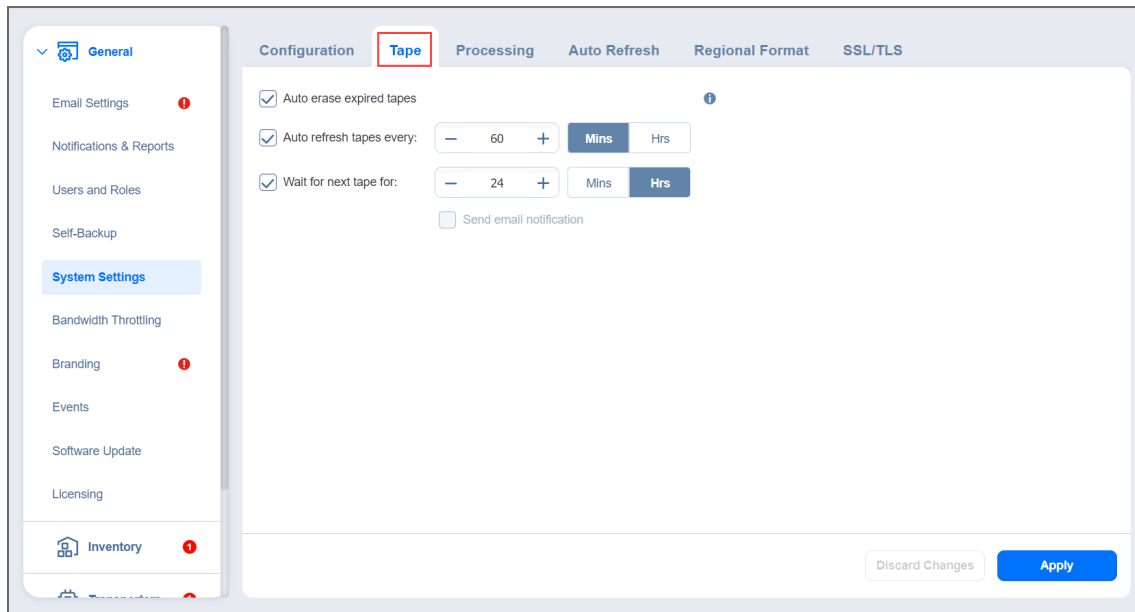 General
Email Settings
Notifications & Reports
Users and Roles
Self-Backup
System Settings
Bandwidth Throttling
Branding
Events
Software Update
Licensing
Inventory 1
Configuration Tape Processing Auto Refresh Regional Format SSL/TLS
Auto erase expired tapes
Auto refresh tapes every: 60 Mins Hrs
Wait for next tape for: 24 Mins Hrs
Send email notification
Discard Changes Apply